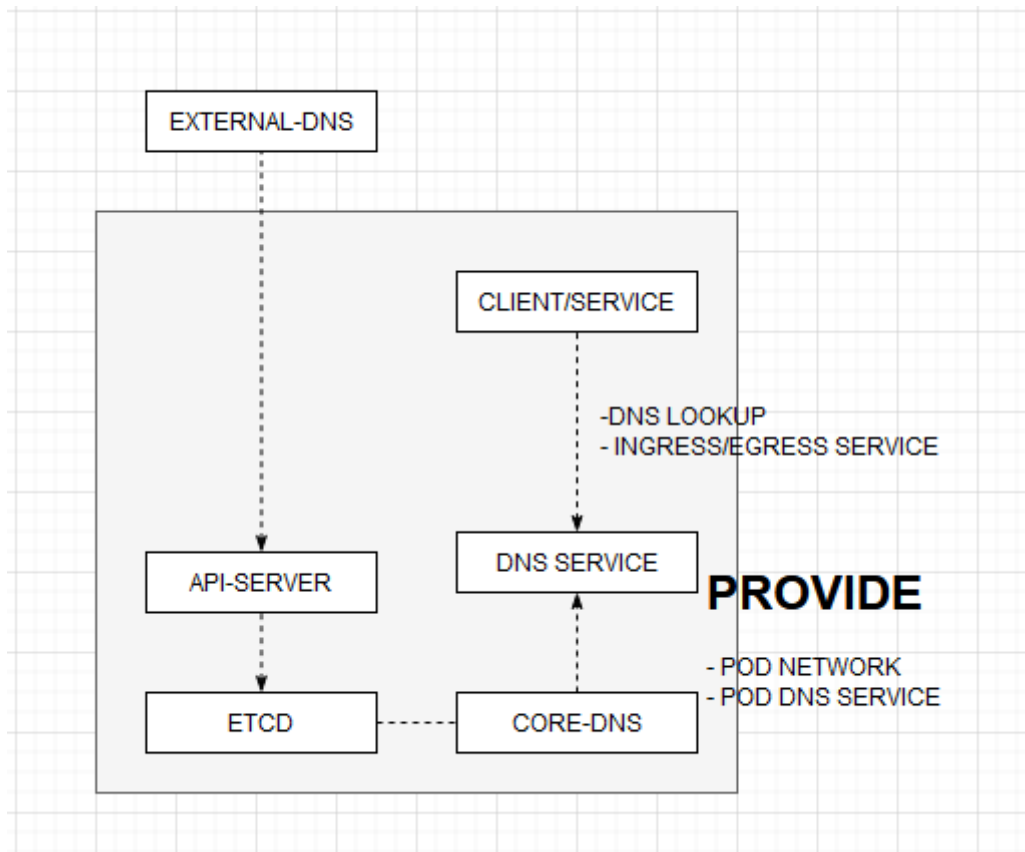 EXTERNAL-DNS
CLIENT/SERVICE
-DNS LOOKUP
- INGRESS/EGRESS SERVICE
API-SERVER
DNS SERVICE
PROVIDE
- POD NETWORK
- POD DNS SERVICE
ETCD
CORE-DNS